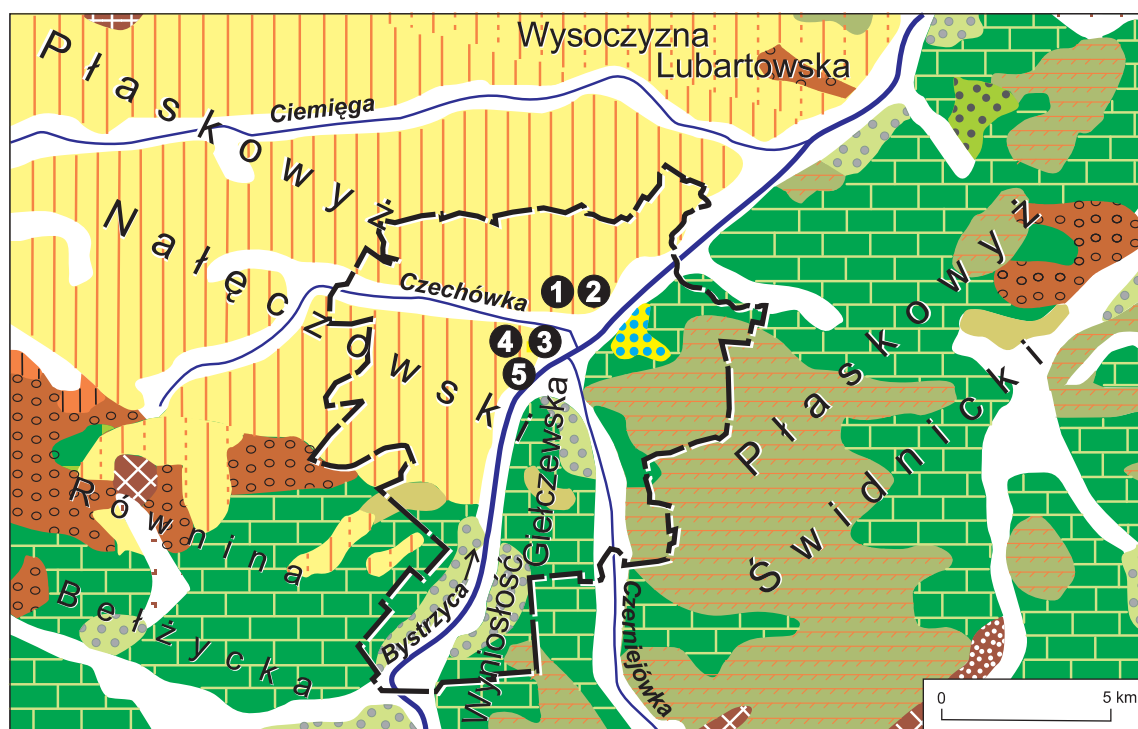 Wysoczyzna
Lubartowska
Płaskowyż
Nałęczowski
Ciemięga
Czechówka
1 2
4 3
5
Płaskowyż
Świdnicki
Równina
Bełżycka
Wyniosłość
Giełczewska
Bystrzyca
Czerniejówka
0 5 km